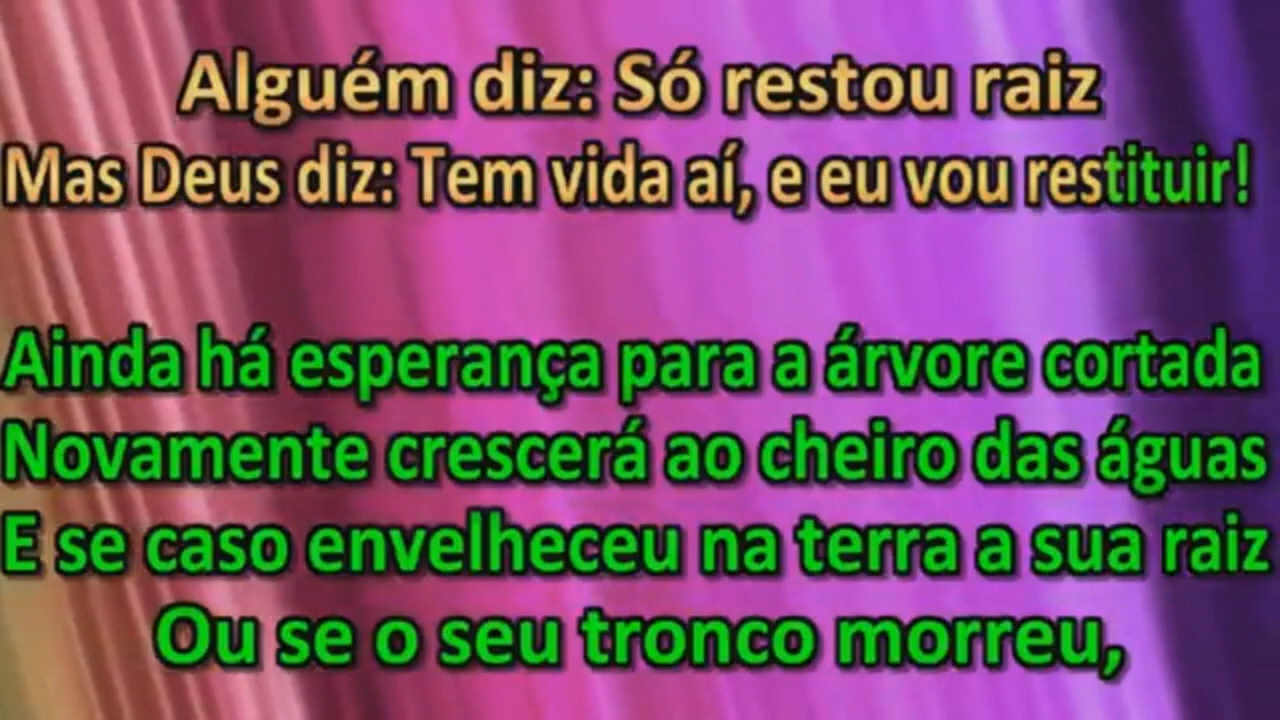 Alguém diz: Só restou raiz
Mas Deus diz: Tem vida aí, e eu vou restituir!
Ainda há esperança para a árvore cortada
Novamente crescerá ao cheiro das águas
E se caso envelheceu na terra a sua raiz
Ou se o seu tronco morreu,